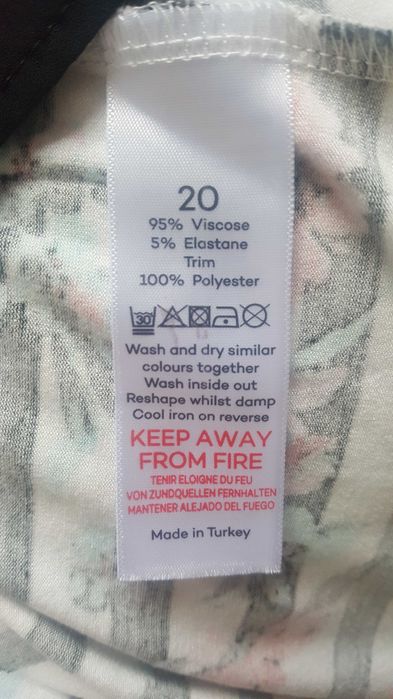 20
95% Viscose
5% Elastane
Trim
100% Polyester
30
Wash and dry similar
colours together
Wash inside out
Reshape whilst damp
Cool iron on reverse
KEEP AWAY
FROM FIRE
TENIR ELOIGNE DU FEU
VON ZUNDQUELLEN FERNHALTEN
MANTENER ALEJADO DEL FUEGO
Made in Turkey